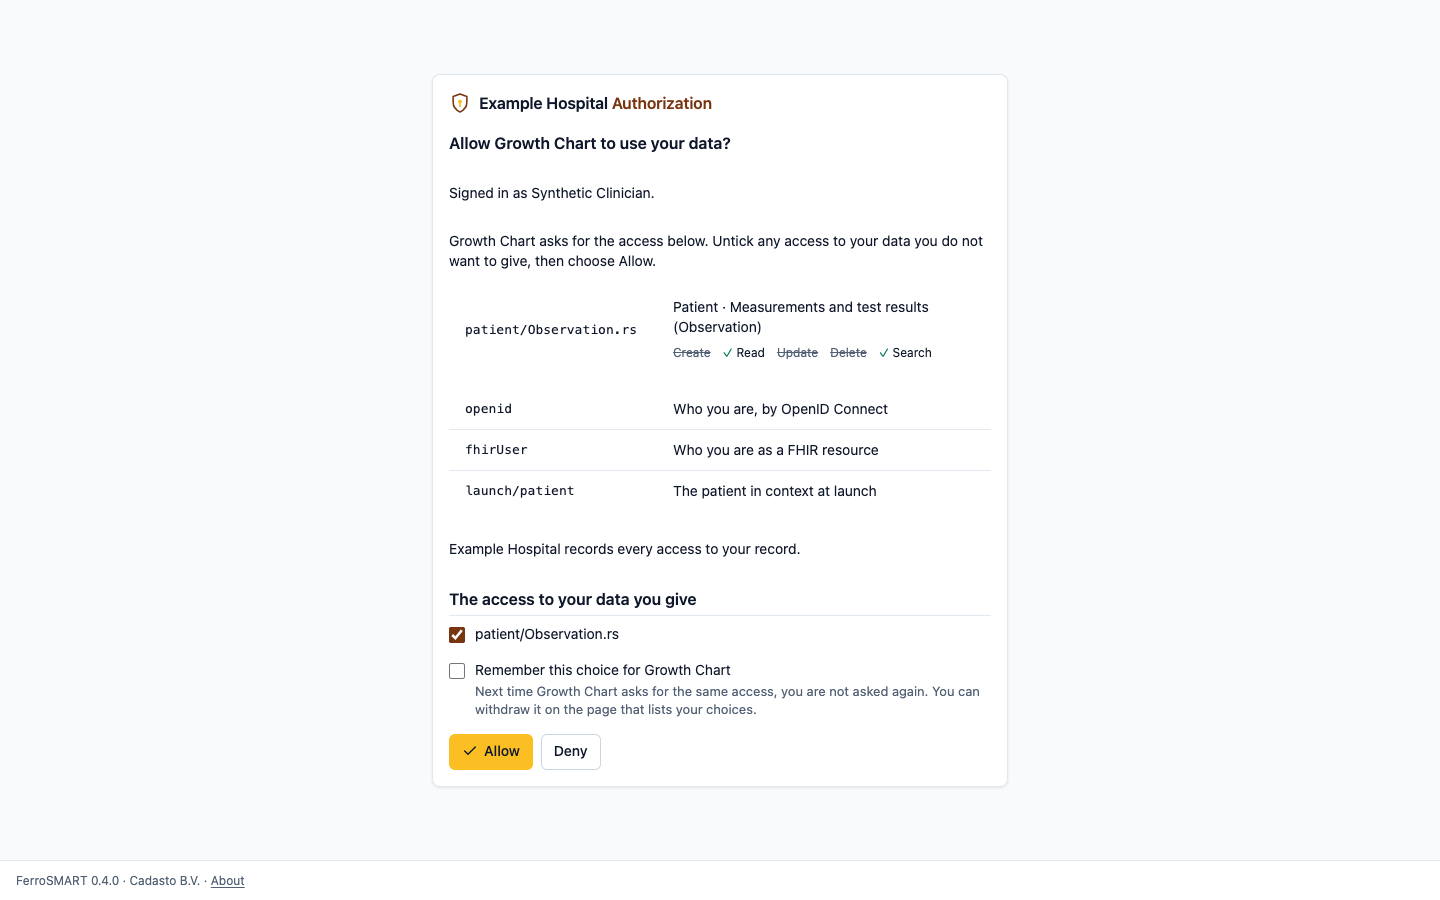 Example Hospital Authorization
Allow Growth Chart to use your data?
Signed in as Synthetic Clinician.
Growth Chart asks for the access below. Untick any access to your data you do not
want to give, then choose Allow.
patient/Observation.rs
Patient · Measurements and test results
(Observation)
Create ✓ Read Update Delete ✓ Search
openid Who you are, by OpenID Connect
fhirUser Who you are as a FHIR resource
launch/patient The patient in context at launch
Example Hospital records every access to your record.
The access to your data you give
patient/Observation.rs
Remember this choice for Growth Chart
Next time Growth Chart asks for the same access, you are not asked again. You can
withdraw it on the page that lists your choices.
Allow Deny
FerroSMART 0.4.0 · Cadasto B.V. · About